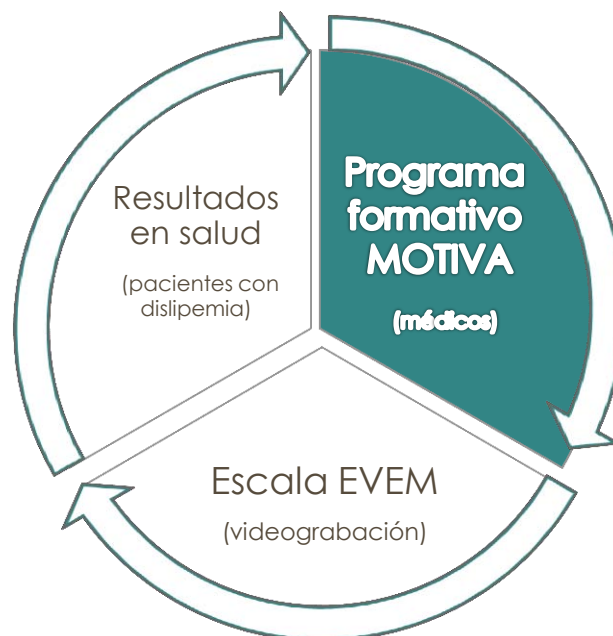 Programa
formativo
MOTIVA
(médicos)
Escala EVEM
(videograbación)
Resultados
en salud
(pacientes con
dislipemia)